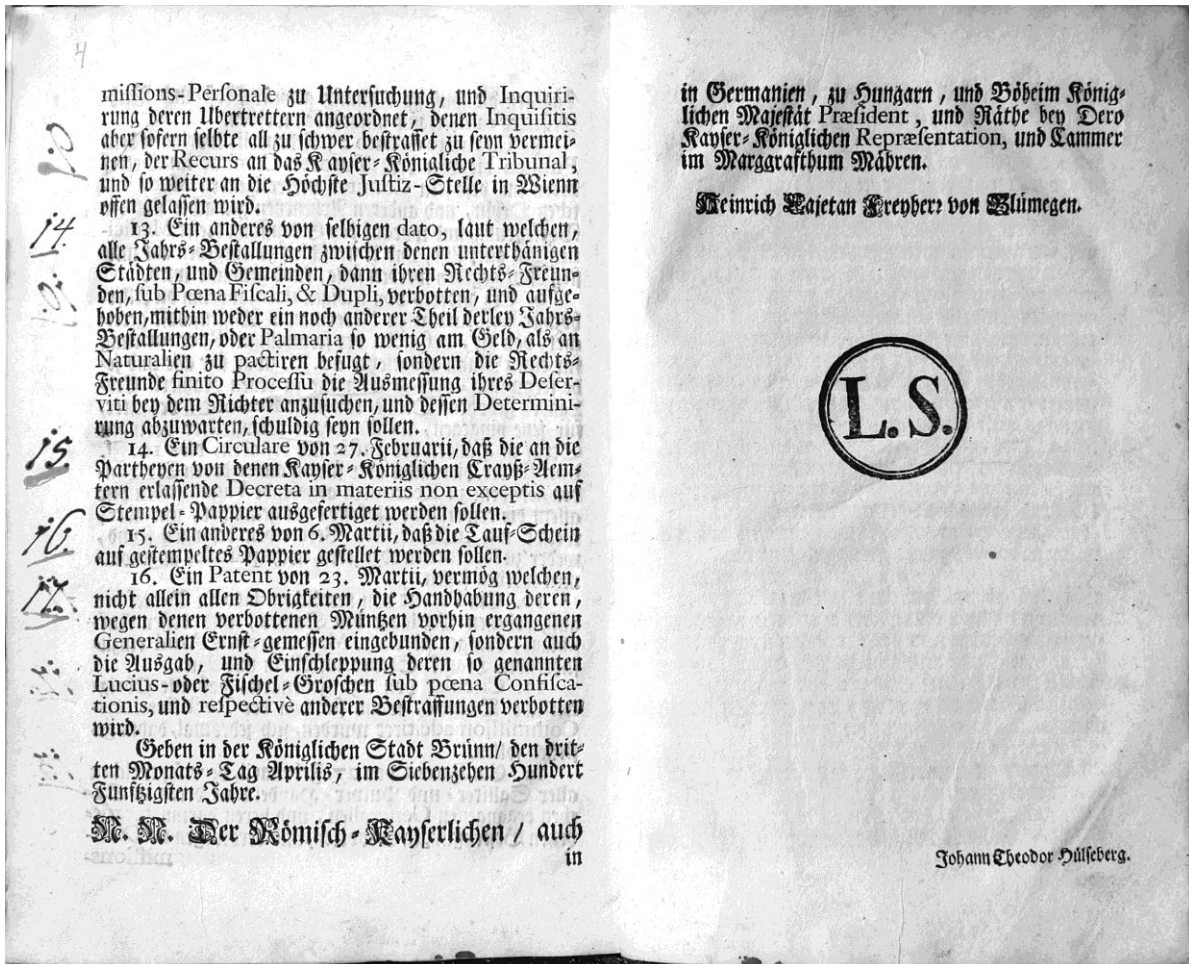 4
missions-Personale zu Untersuchung, und Inquiri-
rung deren Ubertrettern angeordnet, denen Inquisitis
aber sofern selbte all zu schwer bestraffet zu seyn vermei-
nen, der Recurs an das Kayser-Königliche Tribunal,
und so weiter an die Höchste Justiz-Stelle in Wienn
offen gelassen wird.
14.
13. Ein anderes von selbigen dato, laut welchen,
alle Jahrs-Bestallungen zwischen denen unterthänigen
Städten, und Gemeinden, dann ihren Rechts-Freun-
den, sub Pœna Fiscali, & Dupli, verbotten, und aufge-
hoben, mithin weder ein noch anderer Theil derley Jahrs-
Bestallungen, oder Palmaria so wenig am Geld, als an
Naturalien zu pactiren befugt, sondern die Rechts-
Freunde finito Processu die Ausmessung ihres Deser-
viti bey dem Richter anzusuchen, und dessen Determini-
rung abzuwarten, schuldig seyn sollen.
15.
14. Ein Circulare von 27. Februarii, daß die an die
Partheyen von denen Kayser-Königlichen Crayß-Aem-
tern erlassende Decreta in materiis non exceptis auf
Stempel-Pappier ausgefertiget werden sollen.
16.
15. Ein anderes von 6. Martii, daß die Tauf-Schein
auf gestempeltes Pappier gestellet werden sollen.
17.
16. Ein Patent von 23. Martii, vermög welchen,
nicht allein allen Obrigkeiten, die Handhabung deren,
wegen denen verbottenen Müntzen vorhin ergangenen
Generalien Ernst-gemessen eingebunden, sondern auch
die Ausgab, und Einschleppung deren so genannten
Lucius-oder Fischel-Groschen sub pœna Confisca-
tionis, und respectivè anderer Bestraffungen verbotten
wird.
Geben in der Königlichen Stadt Brünn/ den drit-
ten Monats-Tag Aprilis, im Siebenzehen Hundert
Funftzigsten Jahre.
N. N. Der Römisch-Kayserlichen / auch
in
in Germanien, zu Hungarn, und Böheim König-
lichen Majestät Præsident, und Räthe bey Dero
Kayser-Königlichen Repræsentation, und Cammer
im Marggrafthum Mähren.
Heinrich Cajetan Freyherr von Blümegen.
L. S.
Johann Theodor Hülseberg.